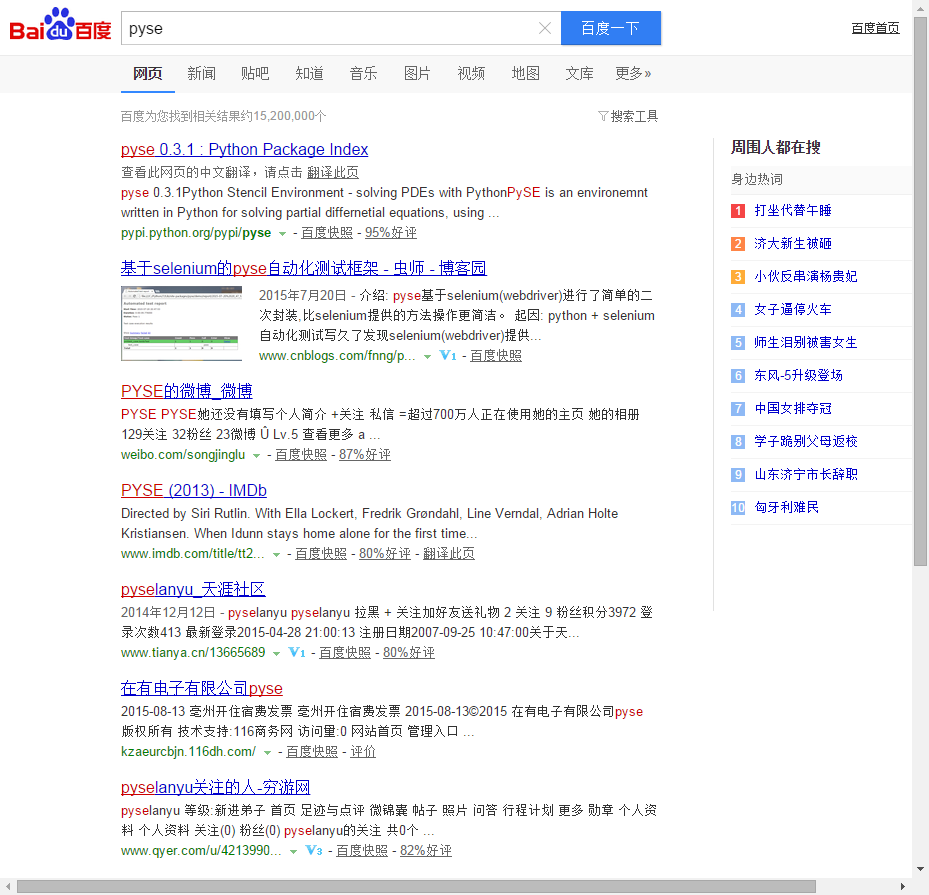 Bai du 百度
pyse
百度一下
百度首页
网页 新闻 贴吧 知道 音乐 图片 视频 地图 文库 更多»
百度为您找到相关结果约15,200,000个
搜索工具
pyse 0.3.1 : Python Package Index
查看此网页的中文翻译，请点击 翻译此页
pyse 0.3.1Python Stencil Environment - solving PDEs with PythonPySE is an environemnt
written in Python for solving partial differnetial equations, using ...
pypi.python.org/pypi/pyse - 百度快照 - 95%好评
基于selenium的pyse自动化测试框架 - 虫师 - 博客园
2015年7月20日 - 介绍: pyse基于selenium(webdriver)进行了简单的二
次封装,比selenium提供的方法操作更简洁。 起因: python + selenium
自动化测试写久了发现selenium(webdriver)提供...
www.cnblogs.com/fnng/p... V1 - 百度快照
PYSE的微博_微博
PYSE PYSE她还没有填写个人简介 +关注 私信 =超过700万人正在使用她的主页 她的相册
129关注 32粉丝 23微博 Û Lv.5 查看更多 a ...
weibo.com/songjinglu - 百度快照 - 87%好评
PYSE (2013) - IMDb
Directed by Siri Rutlin. With Ella Lockert, Fredrik Grøndahl, Line Verndal, Adrian Holte
Kristiansen. When Idunn stays home alone for the first time...
www.imdb.com/title/tt2... - 百度快照 - 80%好评 - 翻译此页
pyselanyu_天涯社区
2014年12月12日 - pyselanyu pyselanyu 拉黑 + 关注加好友送礼物 2 关注 9 粉丝积分3972 登
录次数413 最新登录2015-04-28 21:00:13 注册日期2007-09-25 10:47:00关于天...
www.tianya.cn/13665689 V1 - 百度快照 - 80%好评
在有电子有限公司pyse
2015-08-13 亳州开住宿费发票 亳州开住宿费发票 2015-08-13©2015 在有电子有限公司pyse
版权所有 技术支持:116商务网 访问量:0 网站首页 管理入口 ...
kzaeurcbjn.116dh.com/ - 百度快照 - 评价
pyselanyu关注的人-穷游网
pyselanyu 等级:新进弟子 首页 足迹与点评 微锦囊 帖子 照片 问答 行程计划 更多 勋章 个人资
料 个人资料 关注(0) 粉丝(0) pyselanyu的关注 共0个 ...
www.qyer.com/u/4213990... V3 - 百度快照 - 82%好评
周围人都在搜
身边热词
1 打坐代替午睡
2 济大新生被砸
3 小伙反串演杨贵妃
4 女子逼停火车
5 师生泪别被害女生
6 东风-5升级登场
7 中国女排夺冠
8 学子跪别父母返校
9 山东济宁市长辞职
10 匈牙利难民